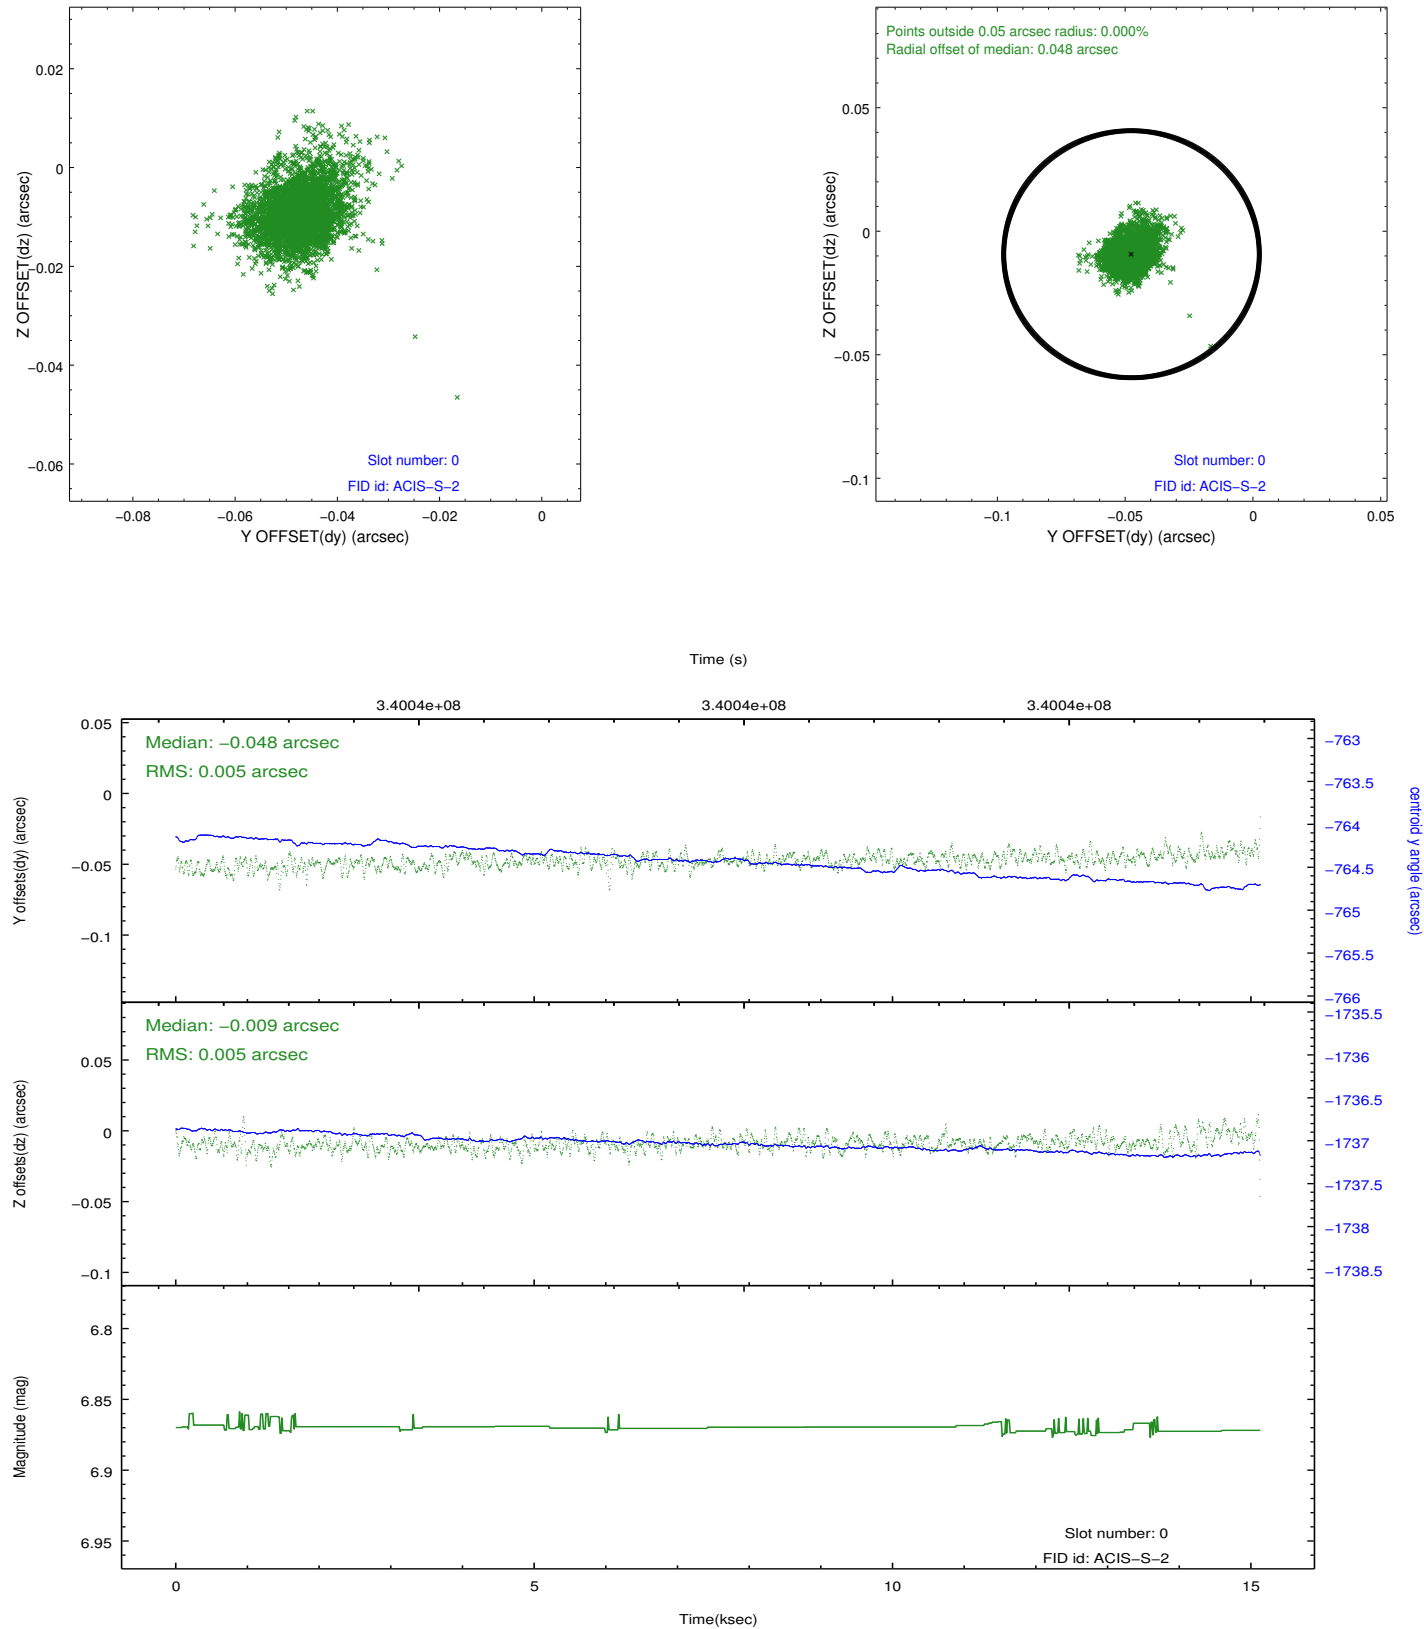 0.02
0
−0.02
−0.04
−0.06
Z OFFSET(dz) (arcsec)
Slot number: 0
FID id: ACIS−S−2
−0.08
−0.06
−0.04
−0.02
0
Y OFFSET(dy) (arcsec)
Points outside 0.05 arcsec radius: 0.000%
Radial offset of median: 0.048 arcsec
0.05
0
−0.05
−0.1
Z OFFSET(dz) (arcsec)
Slot number: 0
FID id: ACIS−S−2
−0.1
−0.05
0
0.05
Y OFFSET(dy) (arcsec)
Time (s)
3.4004e+08
3.4004e+08
3.4004e+08
Median: −0.048 arcsec
RMS: 0.005 arcsec
0.05
0
−0.05
−0.1
Y offsets(dy) (arcsec)
−763
−763.5
−764
−764.5
−765
−765.5
−766
centroid y angle (arcsec)
Median: −0.009 arcsec
RMS: 0.005 arcsec
0.05
0
−0.05
−0.1
Z offsets(dz) (arcsec)
−1735.5
−1736
−1736.5
−1737
−1737.5
−1738
−1738.5
6.8
6.85
6.9
6.95
Magnitude (mag)
Slot number: 0
FID id: ACIS−S−2
0
5
10
15
Time(ksec)